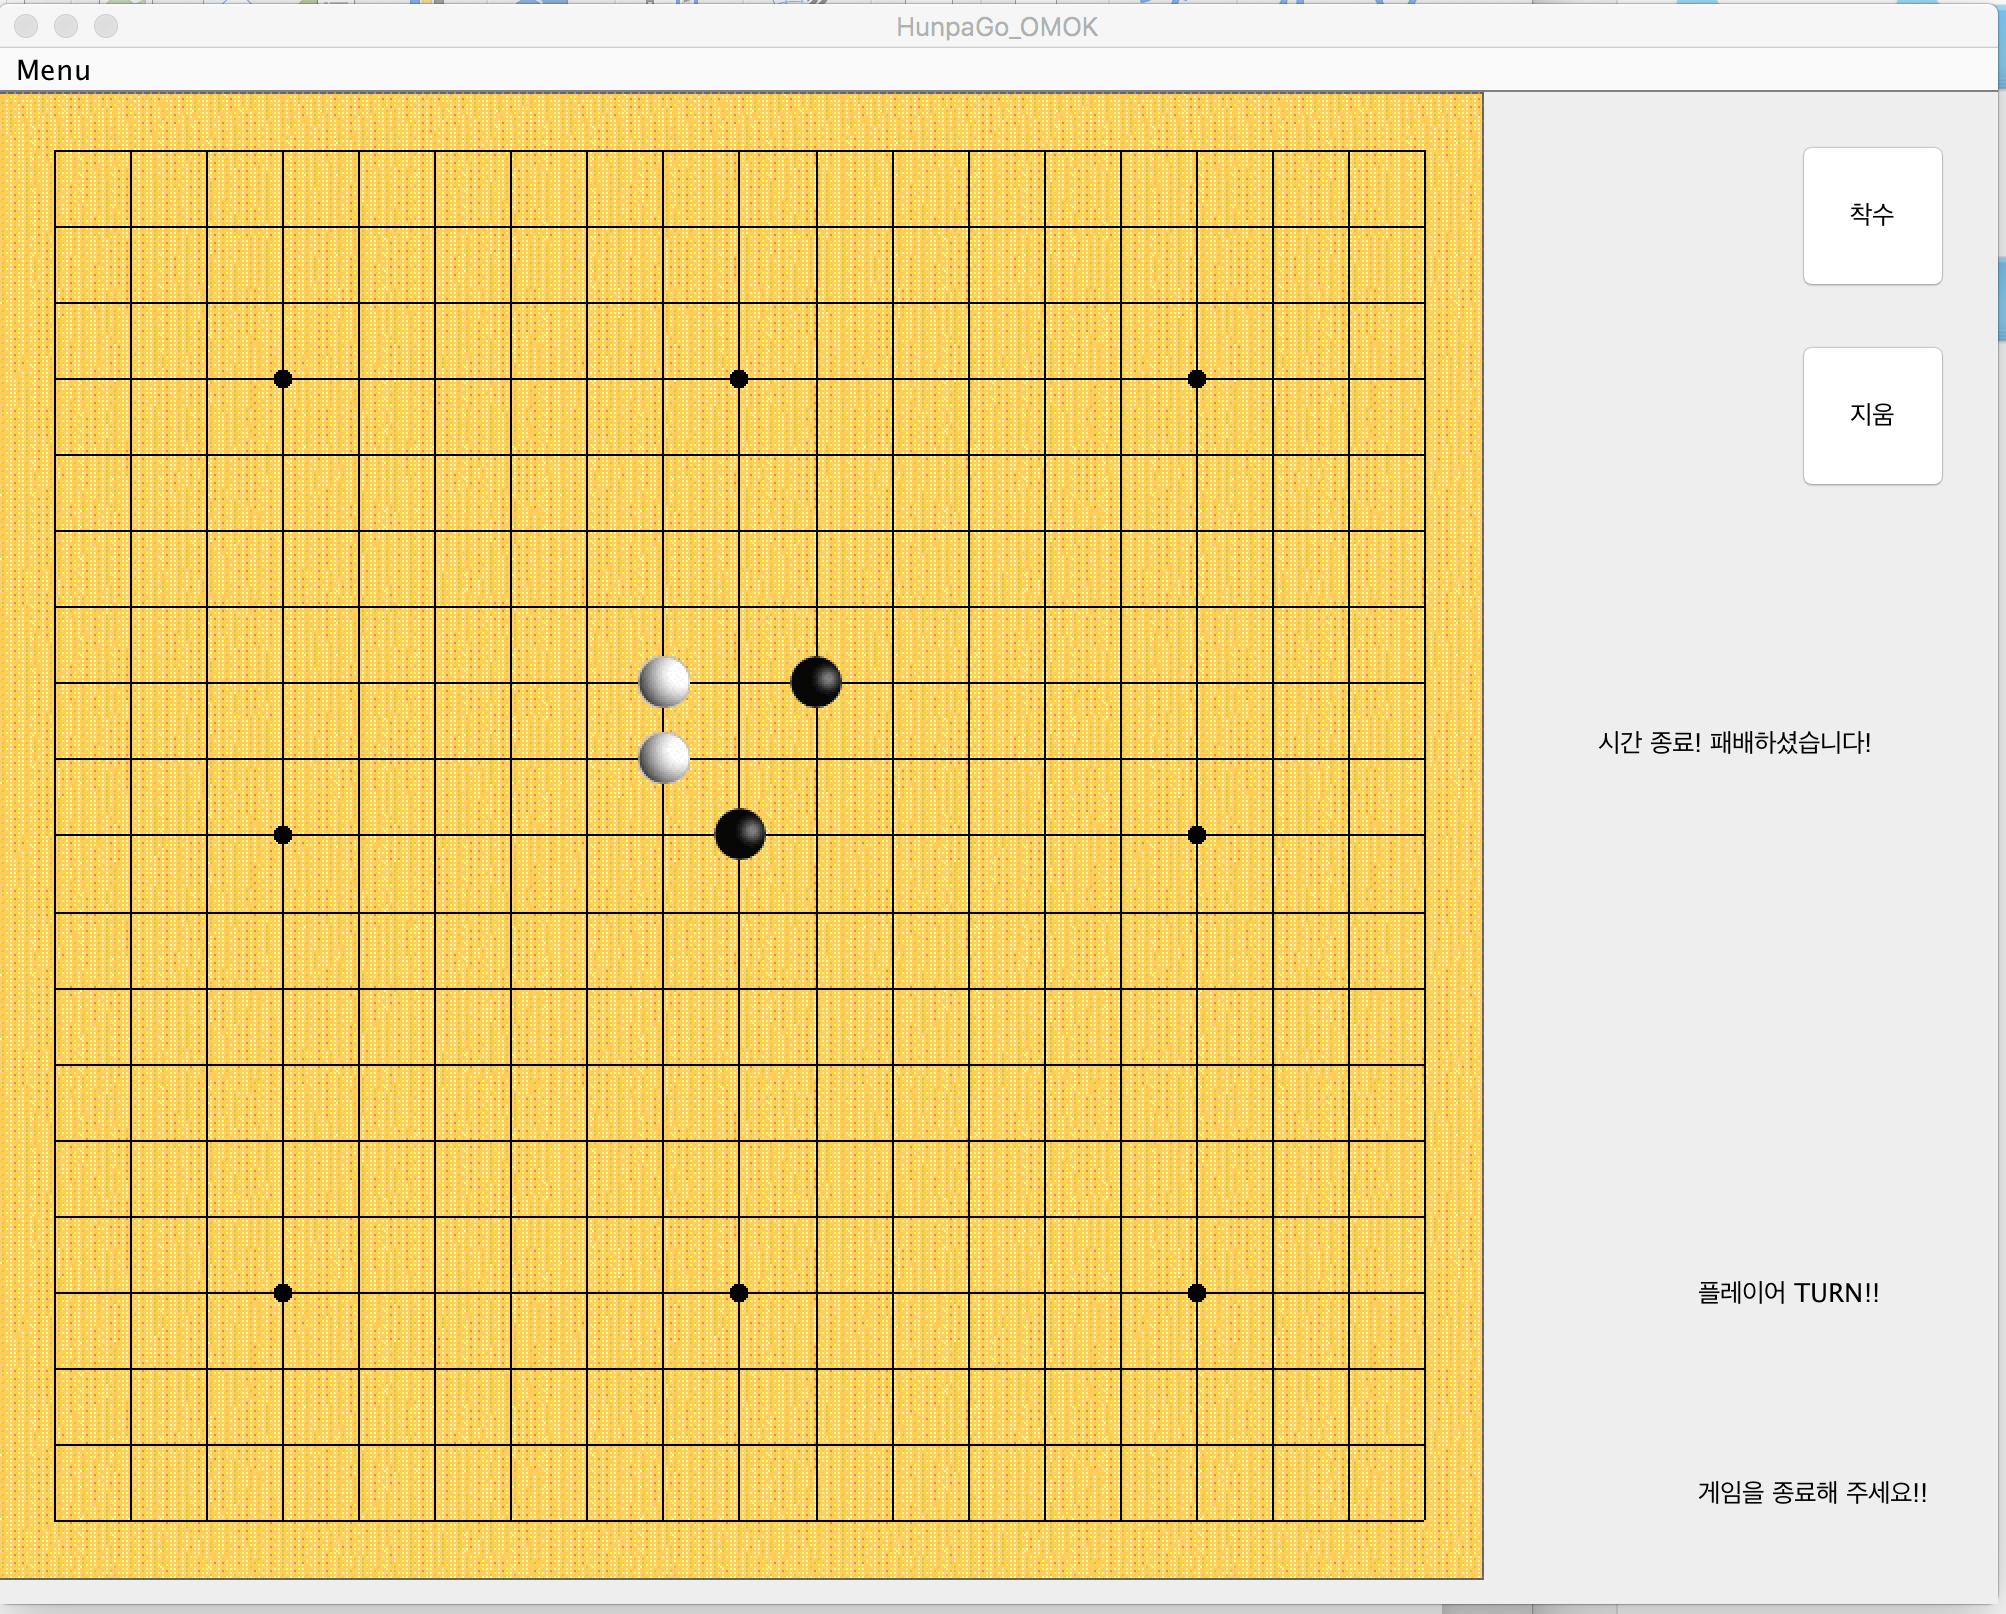 HunpaGo_OMOK
Menu
착수
지움
시간 종료! 패배하셨습니다!
플레이어 TURN!!
게임을 종료해 주세요!!